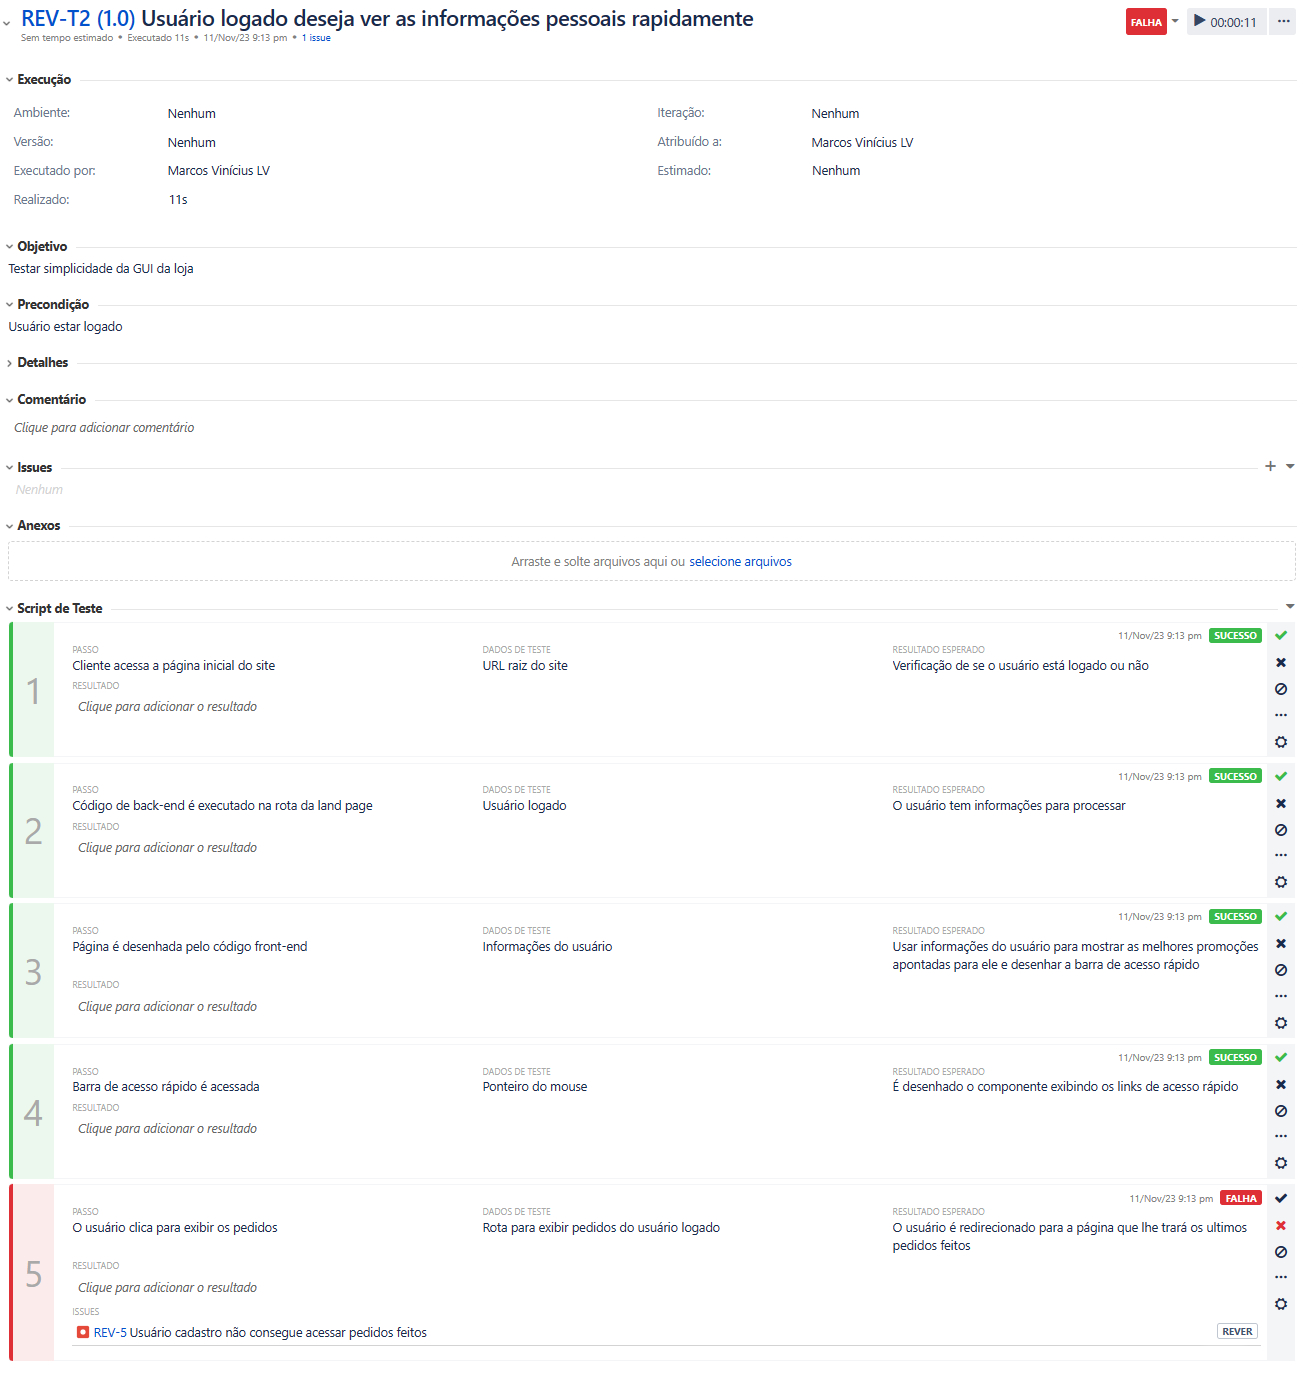 REV-T2 (1.0) Usuário logado deseja ver as informações pessoais rapidamente
FALHA
00:00:11
Sem tempo estimado • Executado 11s • 11/Nov/23 9:13 pm • 1 issue
Execução
Ambiente: Nenhum
Iteração: Nenhum
Versão: Nenhum
Atribuído a: Marcos Vinícius LV
Executado por: Marcos Vinícius LV
Estimado: Nenhum
Realizado: 11s
Objetivo
Testar simplicidade da GUI da loja
Precondição
Usuário estar logado
Detalhes
Comentário
Clique para adicionar comentário
Issues
Nenhum
Anexos
Arraste e solte arquivos aqui ou selecione arquivos
Script de Teste
1
11/Nov/23 9:13 pm SUCESSO
PASSO
Cliente acessa a página inicial do site
DADOS DE TESTE
URL raiz do site
RESULTADO ESPERADO
Verificação de se o usuário está logado ou não
RESULTADO
Clique para adicionar o resultado
2
11/Nov/23 9:13 pm SUCESSO
PASSO
Código de back-end é executado na rota da land page
DADOS DE TESTE
Usuário logado
RESULTADO ESPERADO
O usuário tem informações para processar
RESULTADO
Clique para adicionar o resultado
3
11/Nov/23 9:13 pm SUCESSO
PASSO
Página é desenhada pelo código front-end
DADOS DE TESTE
Informações do usuário
RESULTADO ESPERADO
Usar informações do usuário para mostrar as melhores promoções
apontadas para ele e desenhar a barra de acesso rápido
RESULTADO
Clique para adicionar o resultado
4
11/Nov/23 9:13 pm SUCESSO
PASSO
Barra de acesso rápido é acessada
DADOS DE TESTE
Ponteiro do mouse
RESULTADO ESPERADO
É desenhado o componente exibindo os links de acesso rápido
RESULTADO
Clique para adicionar o resultado
5
11/Nov/23 9:13 pm FALHA
PASSO
O usuário clica para exibir os pedidos
DADOS DE TESTE
Rota para exibir pedidos do usuário logado
RESULTADO ESPERADO
O usuário é redirecionado para a página que lhe trará os ultimos
pedidos feitos
RESULTADO
Clique para adicionar o resultado
ISSUES
REV-5 Usuário cadastro não consegue acessar pedidos feitos
REVER